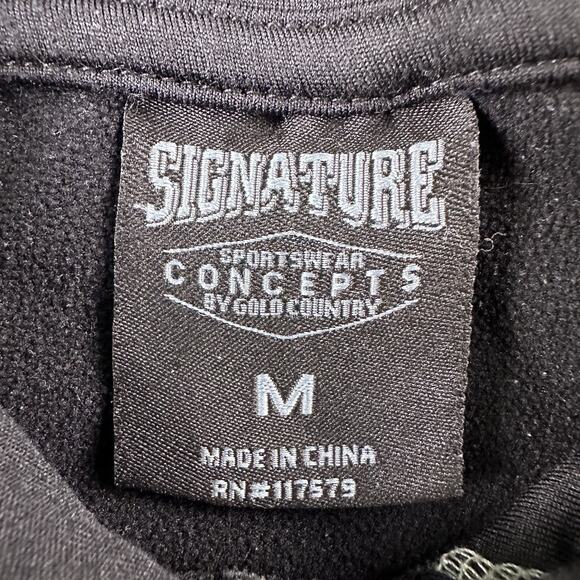 SIGNATURE
SPORTSWEAR
CONCEPTS
BY GOLD COUNTRY
M
MADE IN CHINA
RN#117579